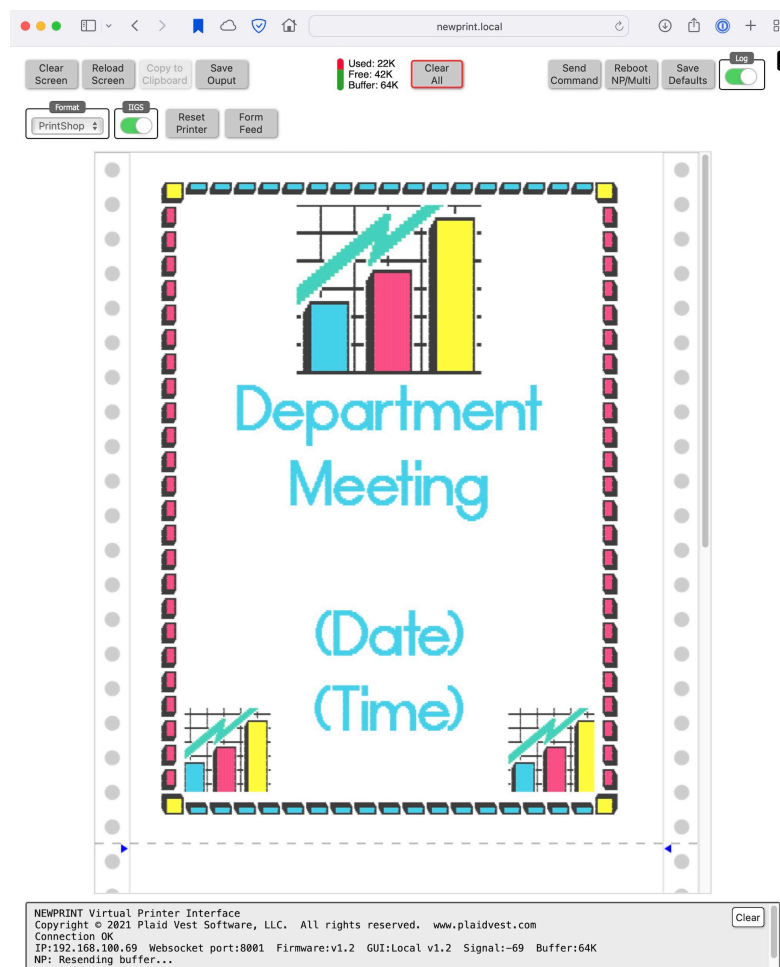 newprint.local
Clear
Screen
Reload
Screen
Copy to
Clipboard
Save
Ouput
Used: 22K
Free: 42K
Buffer: 64K
Clear
All
Send
Command
Reboot
NP/Multi
Save
Defaults
Log
Format
PrintShop
IIGS
Reset
Printer
Form
Feed
Department
Meeting
(Date)
(Time)
NEWPRINT Virtual Printer Interface
Copyright © 2021 Plaid Vest Software, LLC.  All rights reserved.  www.plaidvest.com
Connection OK
IP:192.168.100.69  Websocket port:8001  Firmware:v1.2  GUI:Local v1.2  Signal:-69  Buffer:64K
NP: Resending buffer...
Clear